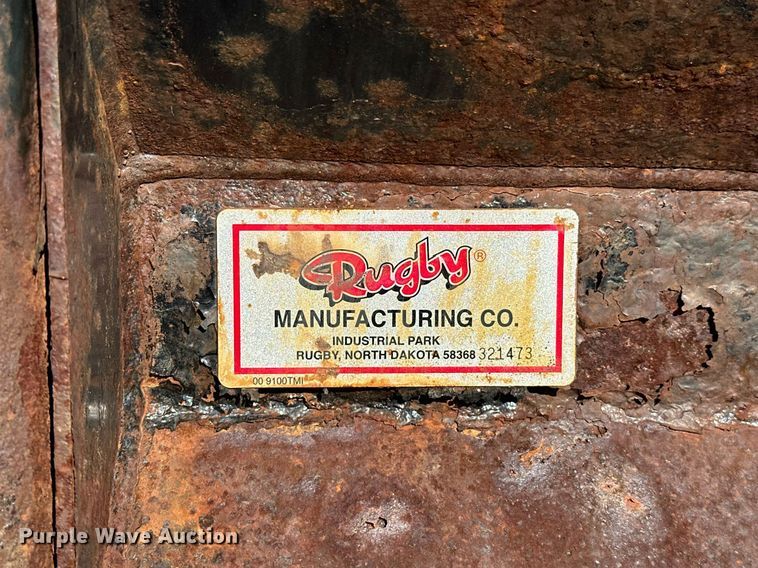 Rugby®
MANUFACTURING CO.
INDUSTRIAL PARK
RUGBY, NORTH DAKOTA 58368 321473
00 9100TMI
Purple Wave Auction